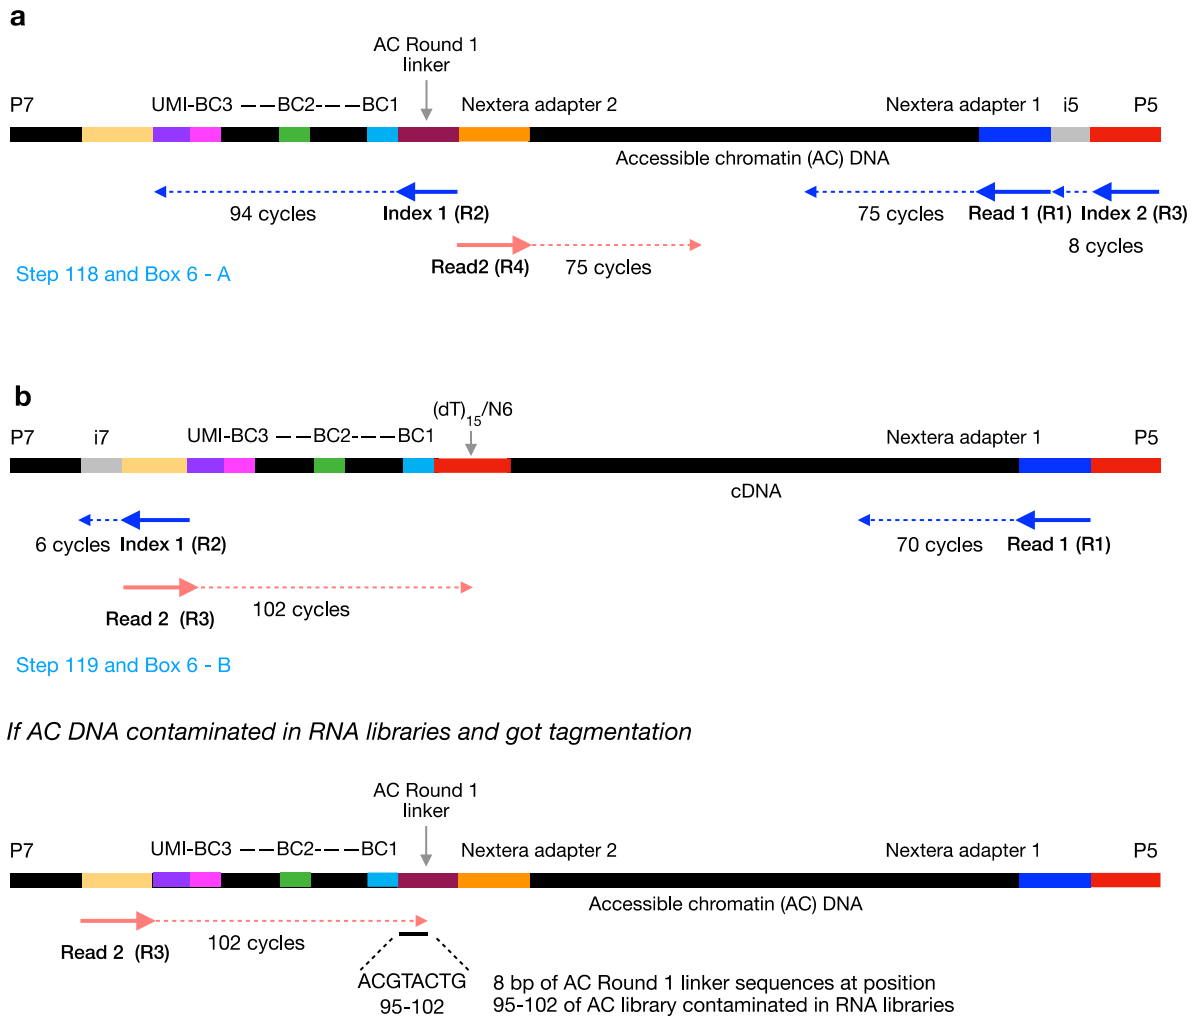 a
AC Round 1
linker
P7 UMI-BC3 — —BC2-— —BC1 Nextera adapter 2 Nextera adapter 1 i5 P5
Accessible chromatin (AC) DNA
94 cycles Index 1 (R2) 75 cycles Read 1 (R1) Index 2 (R3)
8 cycles
Read2 (R4) 75 cycles
Step 118 and Box 6 - A
b
(dT)15/N6
P7 i7 UMI-BC3 — —BC2-— —BC1 Nextera adapter 1 P5
cDNA
6 cycles Index 1 (R2) 70 cycles Read 1 (R1)
Read 2 (R3) 102 cycles
Step 119 and Box 6 - B
If AC DNA contaminated in RNA libraries and got tagmentation
AC Round 1
linker
P7 UMI-BC3 — —BC2-— —BC1 Nextera adapter 2 Nextera adapter 1 P5
Accessible chromatin (AC) DNA
Read 2 (R3) 102 cycles
ACGTACTG 8 bp of AC Round 1 linker sequences at position
95-102 95-102 of AC library contaminated in RNA libraries